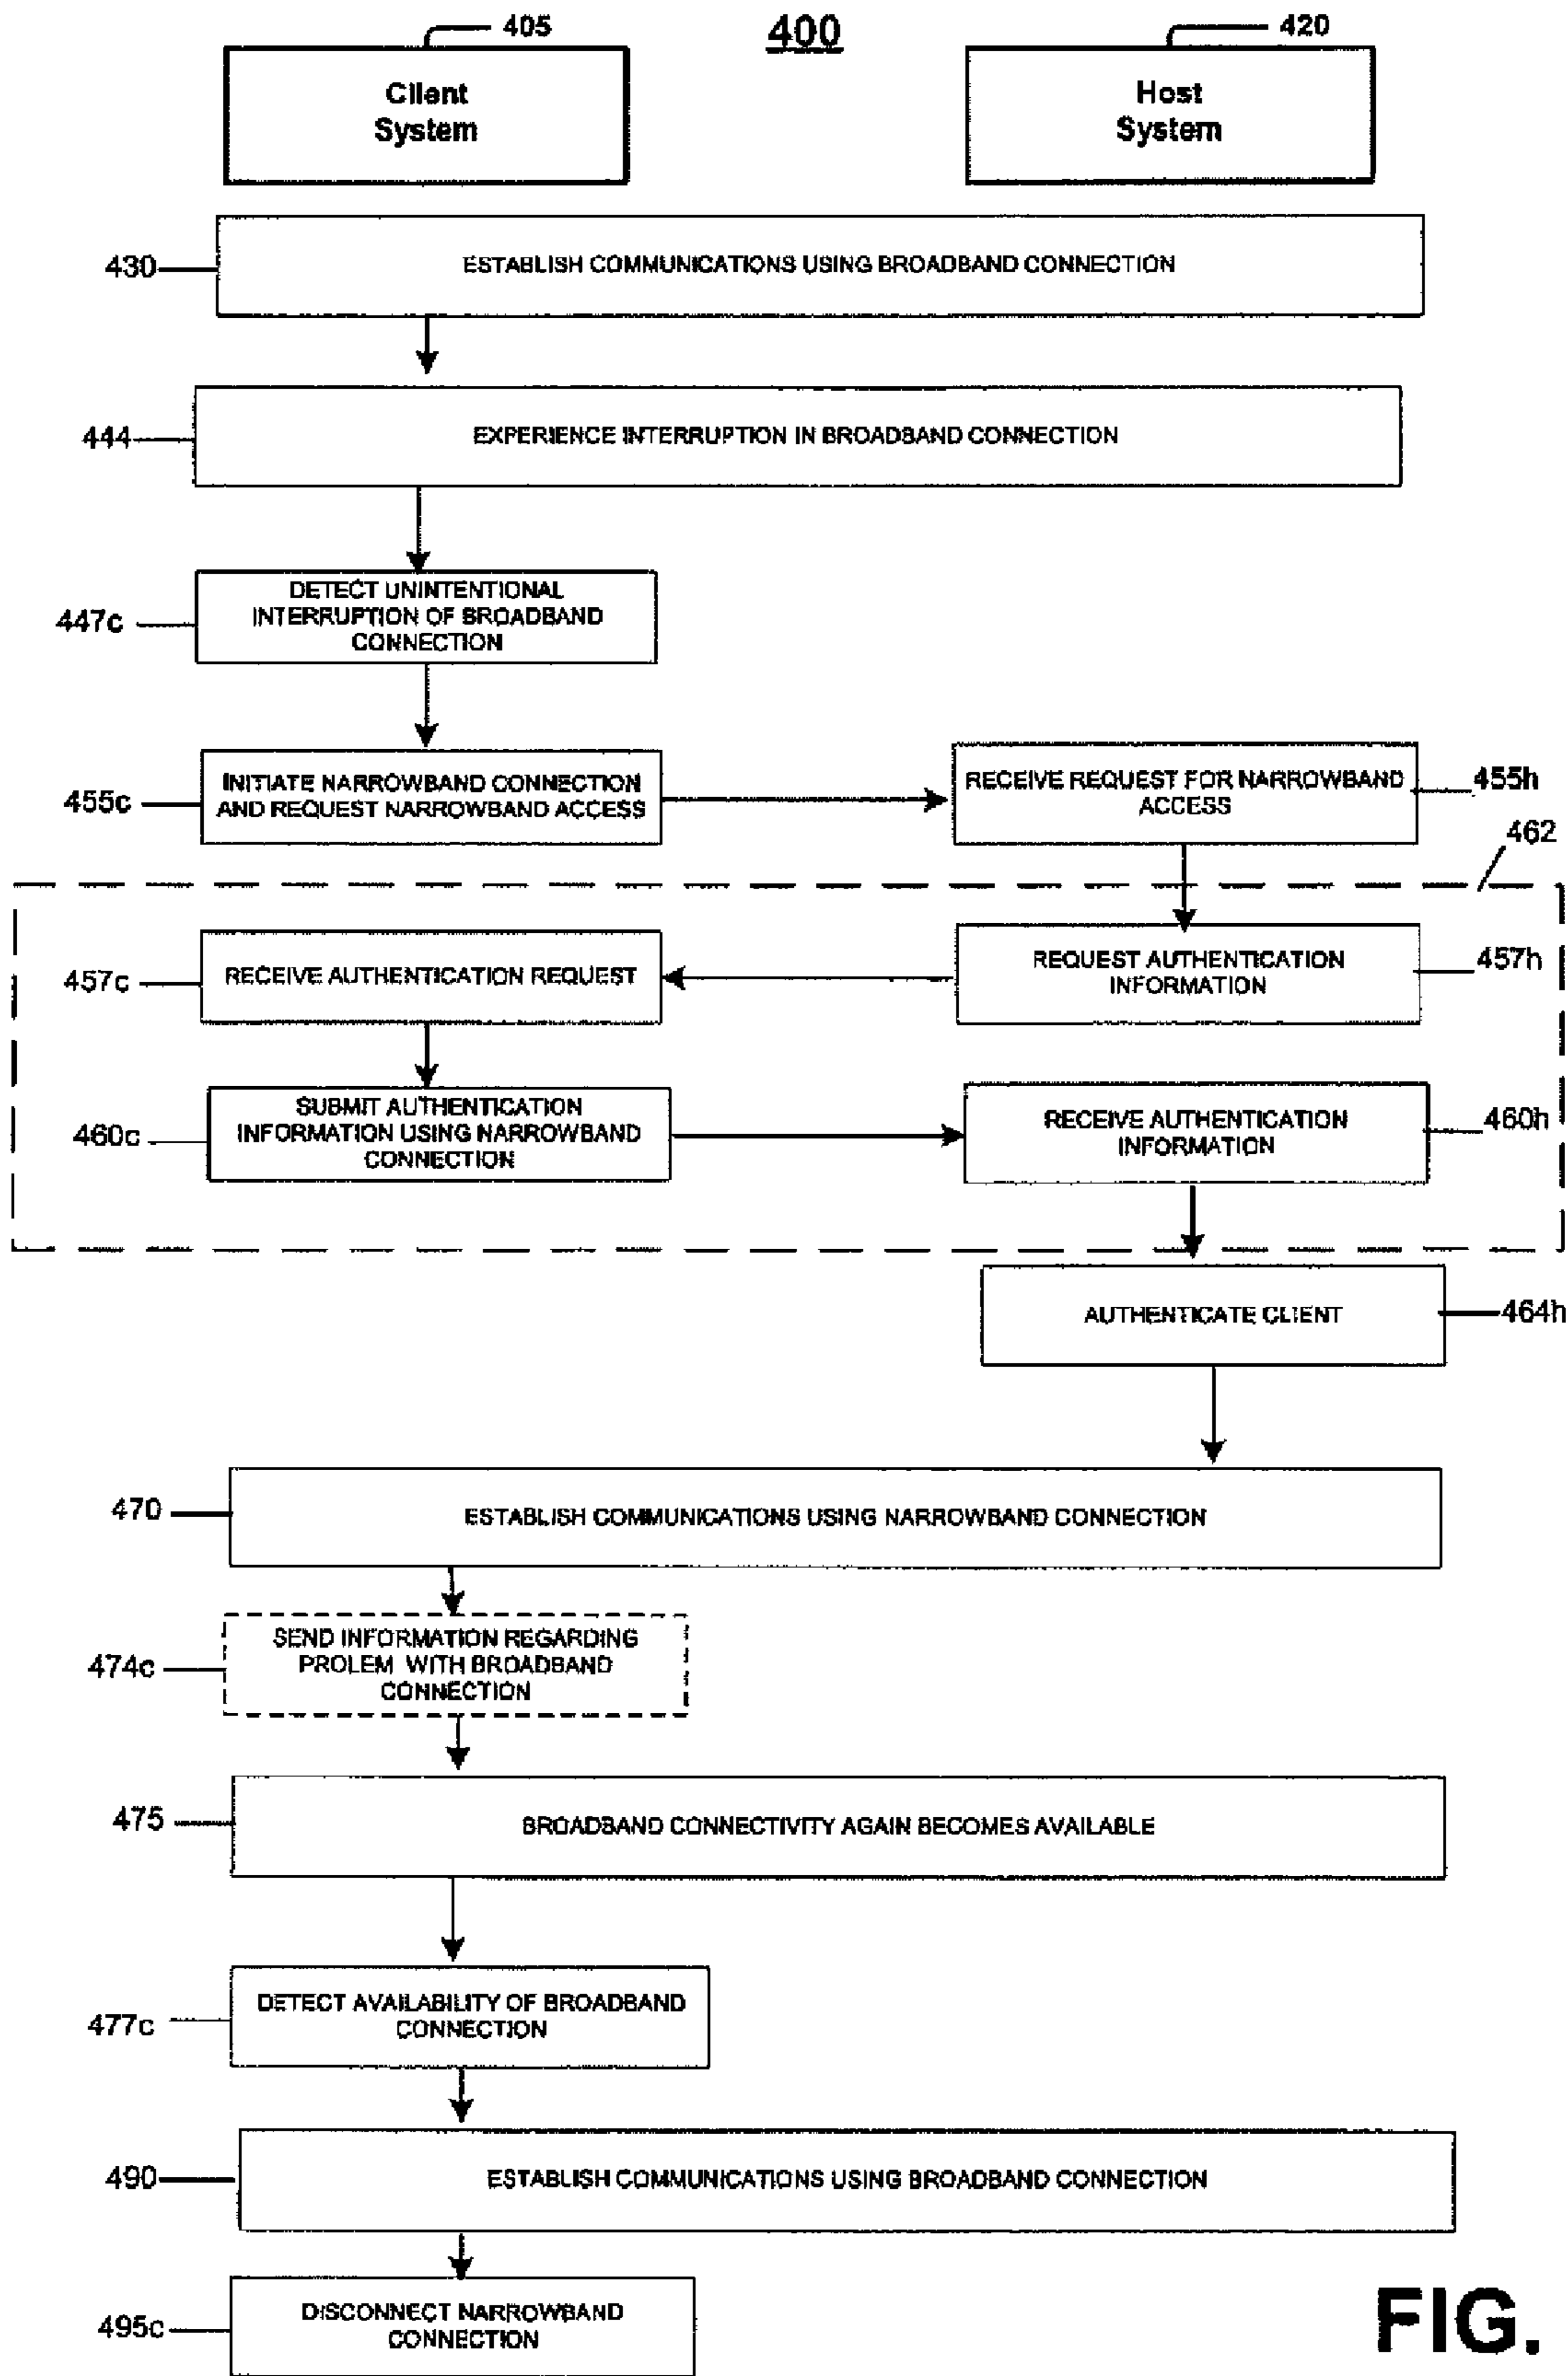 400
405
420
Client
System
Host
System
430
ESTABLISH COMMUNICATIONS USING BROADBAND CONNECTION
444
EXPERIENCE INTERRUPTION IN BROADBAND CONNECTION
447c
DETECT UNINTENTIONAL
INTERRUPTION OF BROADBAND
CONNECTION
455c
INITIATE NARROWBAND CONNECTION
AND REQUEST NARROWBAND ACCESS
RECEIVE REQUEST FOR NARROWBAND
ACCESS
455h
462
457c
RECEIVE AUTHENTICATION REQUEST
REQUEST AUTHENTICATION
INFORMATION
457h
460c
SUBMIT AUTHENTICATION
INFORMATION USING NARROWBAND
CONNECTION
RECEIVE AUTHENTICATION
INFORMATION
460h
AUTHENTICATE CLIENT
464h
470
ESTABLISH COMMUNICATIONS USING NARROWBAND CONNECTION
474c
SEND INFORMATION REGARDING
PROLEM WITH BROADBAND
CONNECTION
475
BROADBAND CONNECTIVITY AGAIN BECOMES AVAILABLE
477c
DETECT AVAILABILITY OF BROADBAND
CONNECTION
490
ESTABLISH COMMUNICATIONS USING BROADBAND CONNECTION
495c
DISCONNECT NARROWBAND
CONNECTION
FIG.